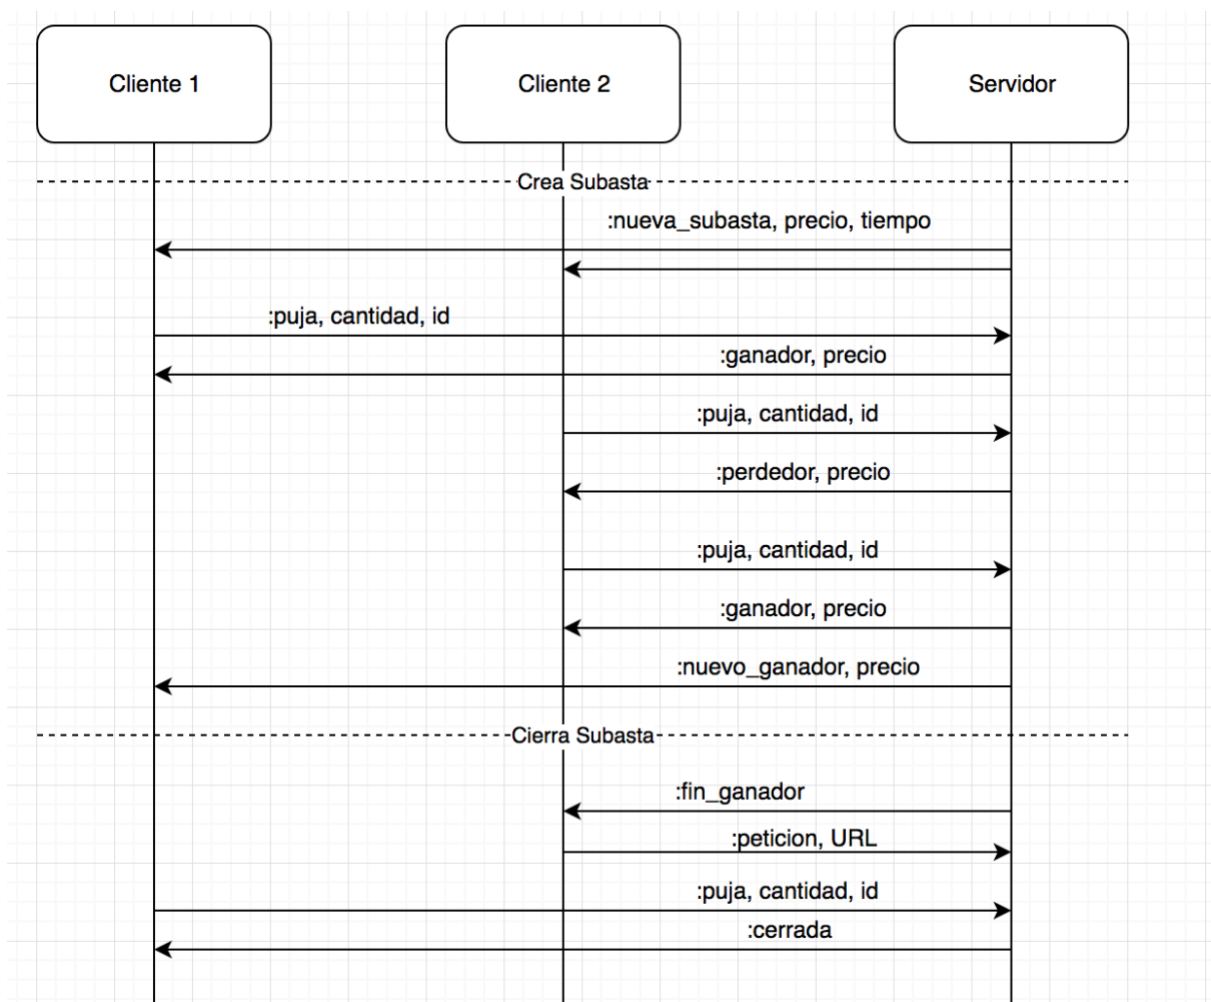 Cliente 1
Cliente 2
Servidor
Crea Subasta
:nueva_subasta, precio, tiempo
:puja, cantidad, id
:ganador, precio
:puja, cantidad, id
:perdedor, precio
:puja, cantidad, id
:ganador, precio
:nuevo_ganador, precio
Cierra Subasta
:fin_ganador
:peticion, URL
:puja, cantidad, id
:cerrada